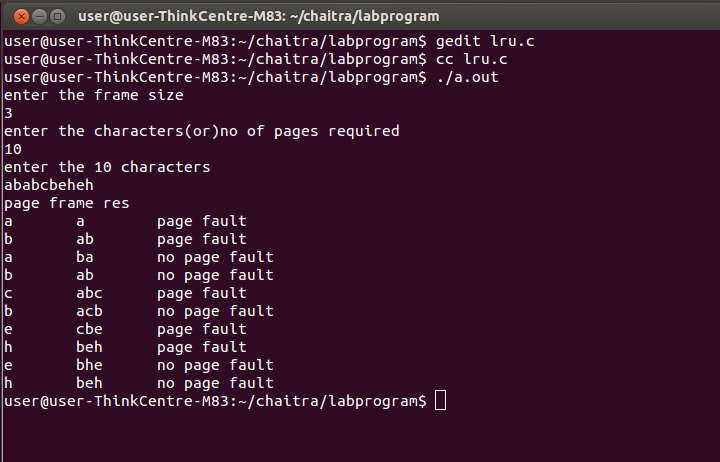 user@user-ThinkCentre-M83: ~/chaitra/labprogram
user@user-ThinkCentre-M83:~/chaitra/labprogram$ gedit lru.c
user@user-ThinkCentre-M83:~/chaitra/labprogram$ cc lru.c
user@user-ThinkCentre-M83:~/chaitra/labprogram$ ./a.out
enter the frame size
3
enter the characters(or)no of pages required
10
enter the 10 characters
ababcbeheh
page frame res
a a page fault
b ab page fault
a ba no page fault
b ab no page fault
c abc page fault
b acb no page fault
e cbe page fault
h beh page fault
e bhe no page fault
h beh no page fault
user@user-ThinkCentre-M83:~/chaitra/labprogram$